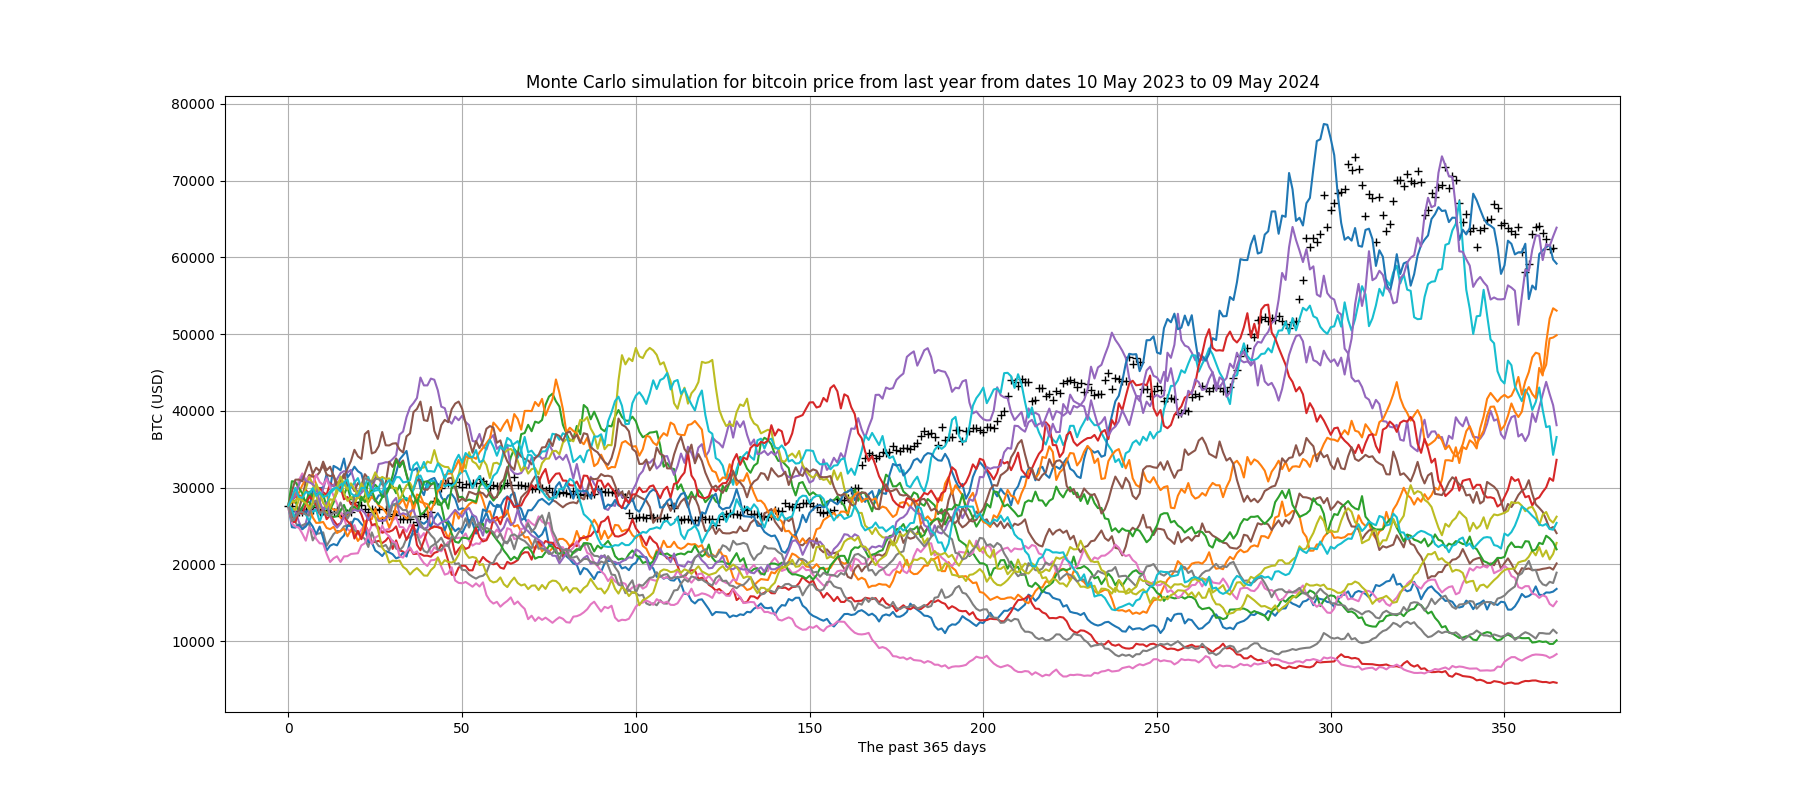 Monte Carlo simulation for bitcoin price from last year from dates 10 May 2023 to 09 May 2024
80000
70000
60000
50000
40000
30000
20000
10000
BTC (USD)
0 50 100 150 200 250 300 350
The past 365 days